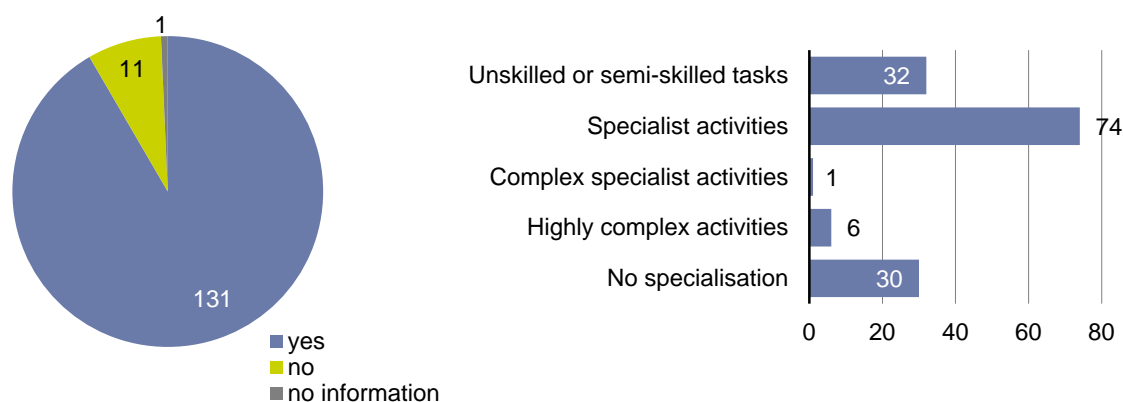 1
11
131
yes
no
no information
Unskilled or semi-skilled tasks 32
Specialist activities 74
Complex specialist activities 1
Highly complex activities 6
No specialisation 30
0 20 40 60 80